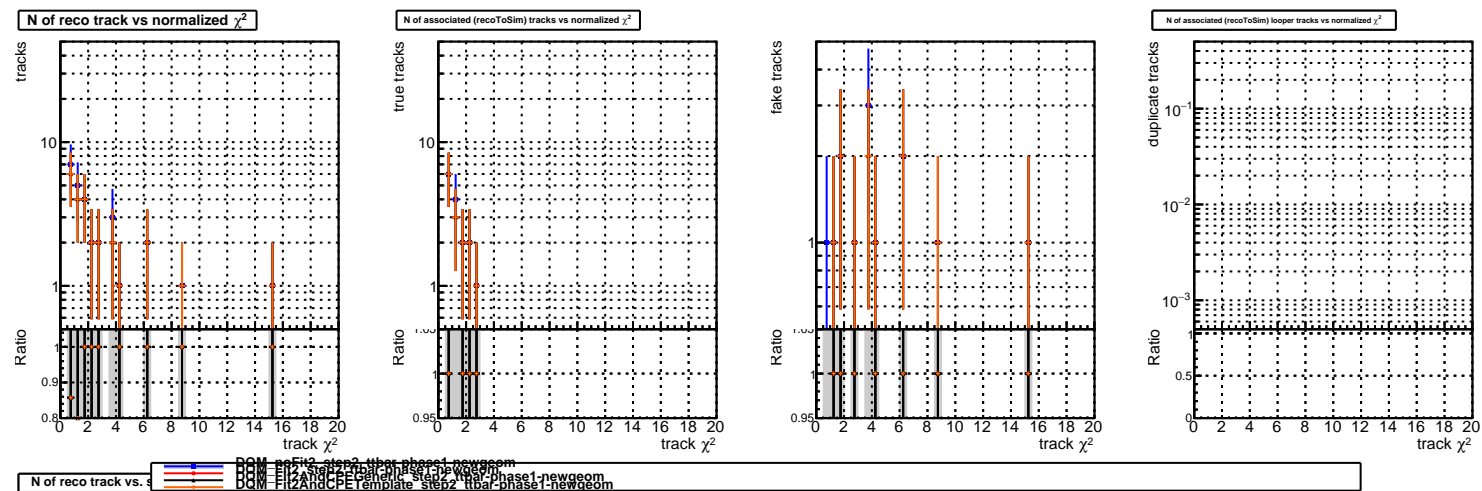 N of reco track vs normalized χ²
tracks
10
1
Ratio
1
0.9
0.8
0 2 4 6 8 10 12 14 16 18 20
track χ²
N of associated (recoToSim) tracks vs normalized χ²
true tracks
10
1
Ratio
1.05
1
0.95
0 2 4 6 8 10 12 14 16 18 20
track χ²
fake tracks
1
Ratio
1.05
1
0.95
0 2 4 6 8 10 12 14 16 18 20
track χ²
N of associated (recoToSim) looper tracks vs normalized χ²
duplicate tracks
10⁻¹
10⁻²
10⁻³
Ratio
1
0.5
0
0 2 4 6 8 10 12 14 16 18 20
track χ²
N of reco track vs. s
DQM_noFit2_step2_ttbar-phase1-newgeom
DQM_Fit2_step2_ttbar-phase1-newgeom
DQM_Fit2AndCPEGeneric_step2_ttbar-phase1-newgeom
DQM_Fit2AndCPETemplate_step2_ttbar-phase1-newgeom